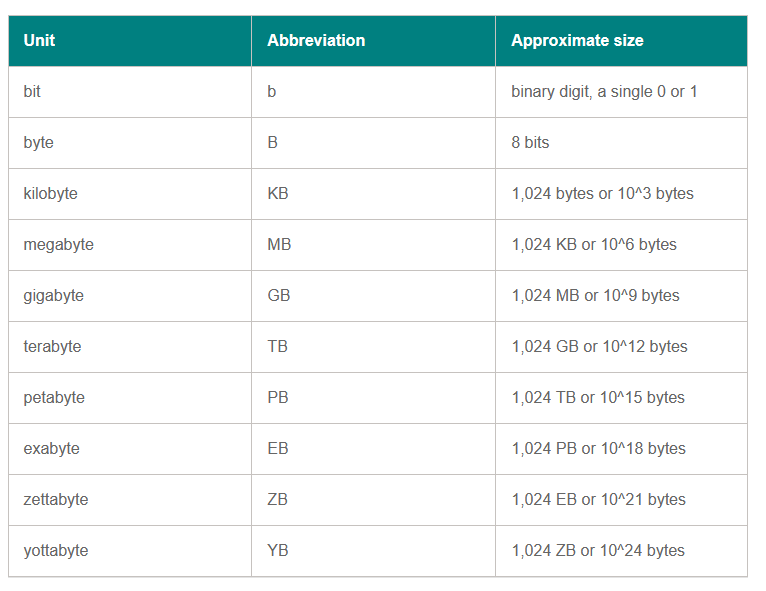 Unit Abbreviation Approximate size
bit b binary digit, a single 0 or 1
byte B 8 bits
kilobyte KB 1,024 bytes or 10^3 bytes
megabyte MB 1,024 KB or 10^6 bytes
gigabyte GB 1,024 MB or 10^9 bytes
terabyte TB 1,024 GB or 10^12 bytes
petabyte PB 1,024 TB or 10^15 bytes
exabyte EB 1,024 PB or 10^18 bytes
zettabyte ZB 1,024 EB or 10^21 bytes
yottabyte YB 1,024 ZB or 10^24 bytes